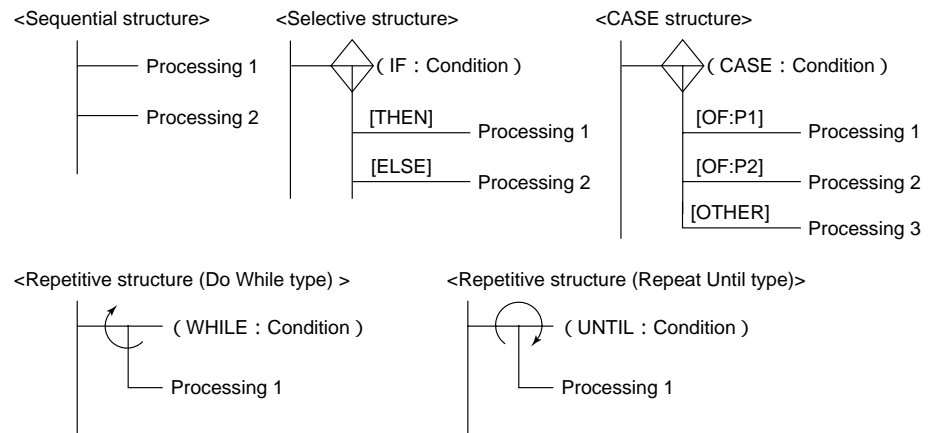 <Sequential structure>
Processing 1
Processing 2
<Selective structure>
( IF : Condition )
[THEN]
Processing 1
[ELSE]
Processing 2
<CASE structure>
( CASE : Condition )
[OF:P1]
Processing 1
[OF:P2]
Processing 2
[OTHER]
Processing 3
<Repetitive structure (Do While type) >
( WHILE : Condition )
Processing 1
<Repetitive structure (Repeat Until type)>
( UNTIL : Condition )
Processing 1